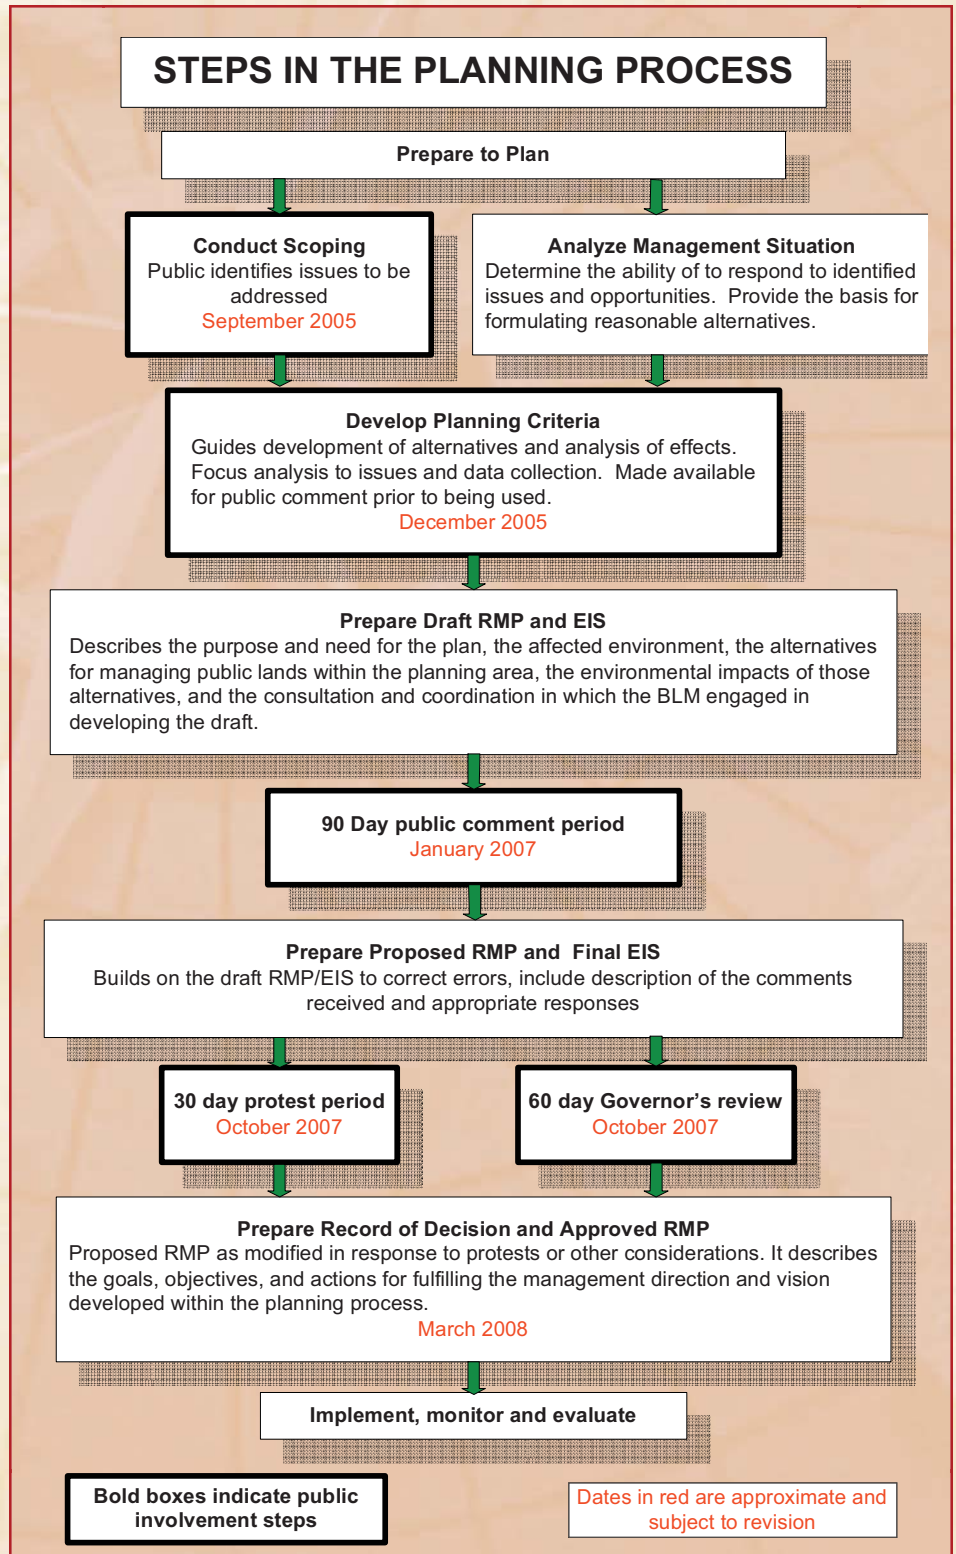 STEPS IN THE PLANNING PROCESS
Prepare to Plan
Conduct Scoping
Public identifies issues to be
addressed
September 2005
Analyze Management Situation
Determine the ability of to respond to identified
issues and opportunities.  Provide the basis for
formulating reasonable alternatives.
Develop Planning Criteria
Guides development of alternatives and analysis of effects.
Focus analysis to issues and data collection.  Made available
for public comment prior to being used.
December 2005
Prepare Draft RMP and EIS
Describes the purpose and need for the plan, the affected environment, the alternatives
for managing public lands within the planning area, the environmental impacts of those
alternatives, and the consultation and coordination in which the BLM engaged in
developing the draft.
90 Day public comment period
January 2007
Prepare Proposed RMP and  Final EIS
Builds on the draft RMP/EIS to correct errors, include description of the comments
received and appropriate responses
30 day protest period
October 2007
60 day Governor's review
October 2007
Prepare Record of Decision and Approved RMP
Proposed RMP as modified in response to protests or other considerations. It describes
the goals, objectives, and actions for fulfilling the management direction and vision
developed within the planning process.
March 2008
Implement, monitor and evaluate
Bold boxes indicate public
involvement steps
Dates in red are approximate and
subject to revision